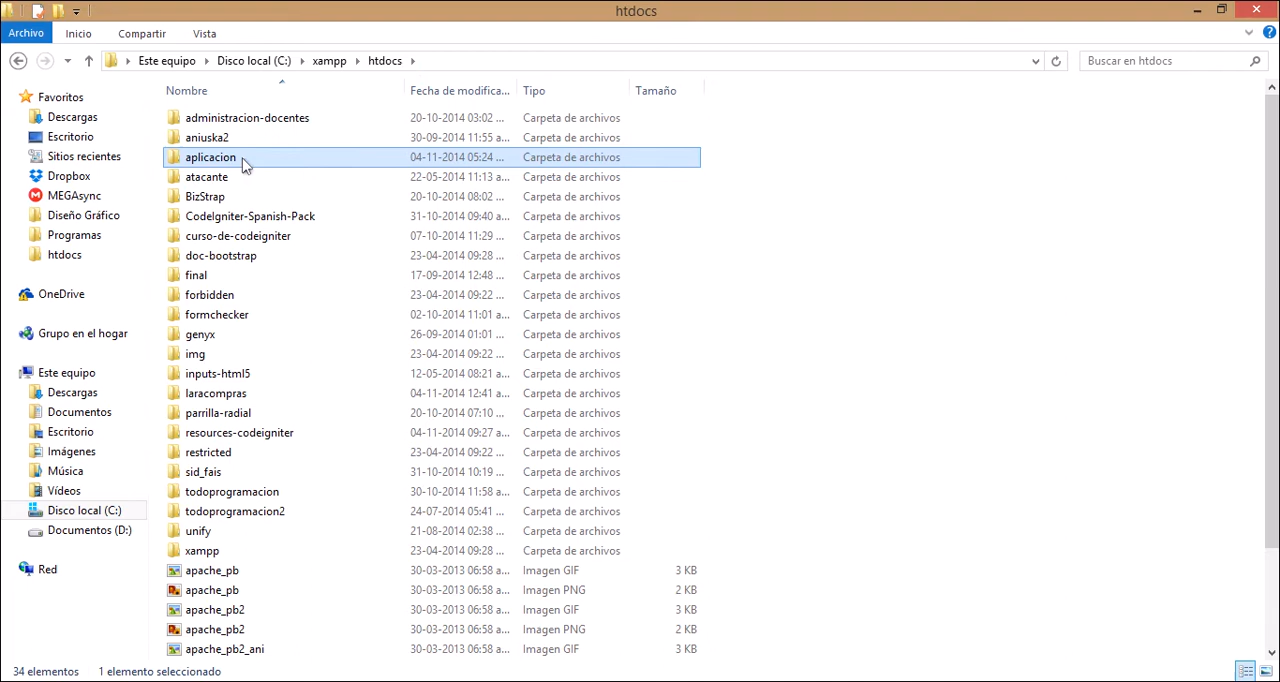 htdocs
Archivo Inicio Compartir Vista
Este equipo Disco local (C:) xampp htdocs Buscar en htdocs
Favoritos
Descargas
Escritorio
Sitios recientes
Dropbox
MEGAsync
Diseño Gráfico
Programas
htdocs
OneDrive
Grupo en el hogar
Este equipo
Descargas
Documentos
Escritorio
Imágenes
Música
Vídeos
Disco local (C:)
Documentos (D:)
Red
Nombre Fecha de modifica... Tipo Tamaño
administracion-docentes 20-10-2014 03:02 ... Carpeta de archivos
aniuska2 30-09-2014 11:55 a... Carpeta de archivos
aplicacion 04-11-2014 05:24 ... Carpeta de archivos
atacante 22-05-2014 11:13 a... Carpeta de archivos
BizStrap 20-10-2014 08:02 ... Carpeta de archivos
CodeIgniter-Spanish-Pack 31-10-2014 09:40 a... Carpeta de archivos
curso-de-codeigniter 07-10-2014 11:29 ... Carpeta de archivos
doc-bootstrap 23-04-2014 09:28 ... Carpeta de archivos
final 17-09-2014 12:48 ... Carpeta de archivos
forbidden 23-04-2014 09:22 ... Carpeta de archivos
formchecker 02-10-2014 11:01 a... Carpeta de archivos
genyx 26-09-2014 01:01 ... Carpeta de archivos
img 23-04-2014 09:22 ... Carpeta de archivos
inputs-html5 12-05-2014 08:21 a... Carpeta de archivos
laracompras 04-11-2014 12:41 a... Carpeta de archivos
parrilla-radial 20-10-2014 07:10 ... Carpeta de archivos
resources-codeigniter 04-11-2014 09:27 a... Carpeta de archivos
restricted 23-04-2014 09:22 ... Carpeta de archivos
sid_fais 31-10-2014 10:19 ... Carpeta de archivos
todoprogramacion 30-10-2014 11:58 a... Carpeta de archivos
todoprogramacion2 24-07-2014 05:41 ... Carpeta de archivos
unify 21-08-2014 02:38 ... Carpeta de archivos
xampp 23-04-2014 09:28 ... Carpeta de archivos
apache_pb 30-03-2013 06:58 a... Imagen GIF 3 KB
apache_pb 30-03-2013 06:58 a... Imagen PNG 2 KB
apache_pb2 30-03-2013 06:58 a... Imagen GIF 3 KB
apache_pb2 30-03-2013 06:58 a... Imagen PNG 2 KB
apache_pb2_ani 30-03-2013 06:58 a... Imagen GIF 3 KB
34 elementos 1 elemento seleccionado